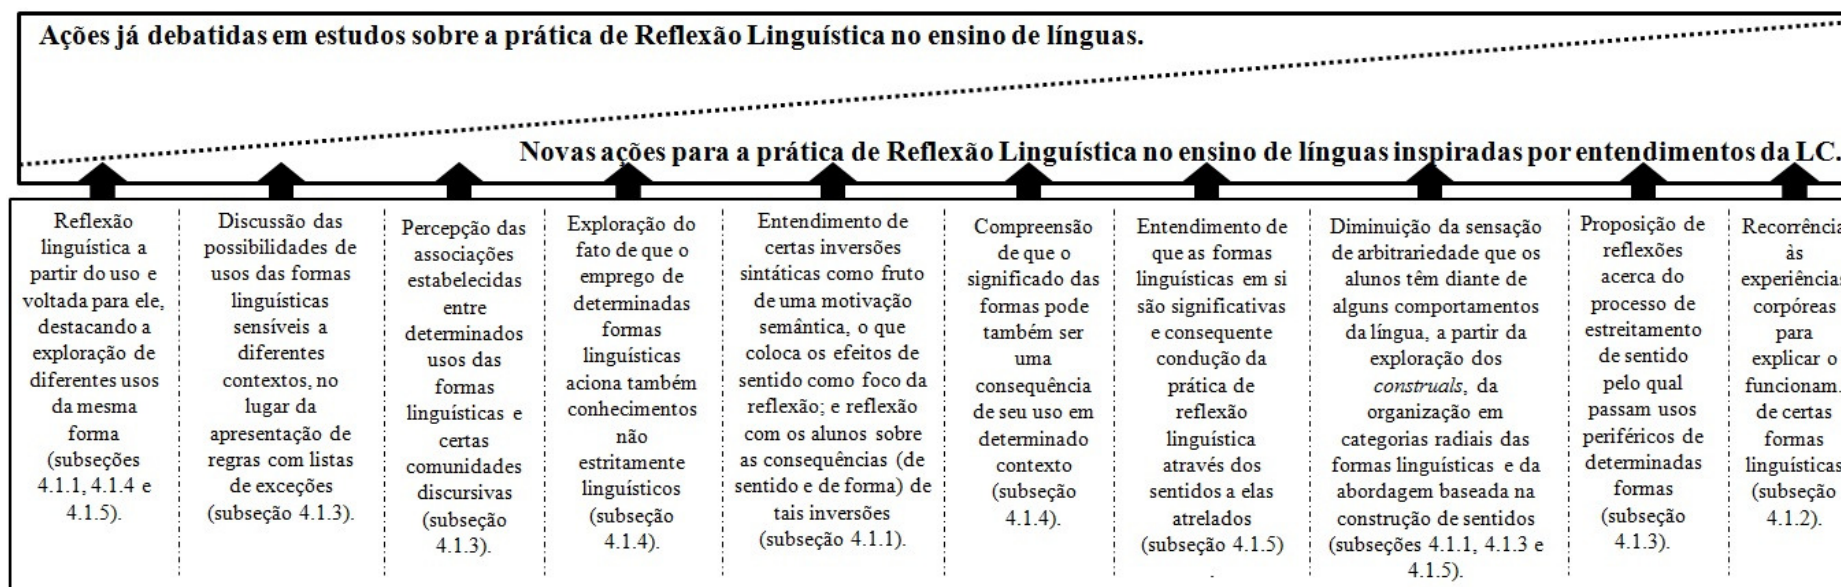 Ações já debatidas em estudos sobre a prática de Reflexão Linguística no ensino de línguas.
Novas ações para a prática de Reflexão Linguística no ensino de línguas inspiradas por entendimentos da LC.
Reflexão
linguística a
partir do uso e
voltada para ele,
destacando a
exploração de
diferentes usos
da mesma
forma
(subseções
4.1.1, 4.1.4 e
4.1.5).
Discussão das
possibilidades de
usos das formas
linguísticas
sensíveis a
diferentes
contextos, no
lugar da
apresentação de
regras com listas
de exceções
(subseção 4.1.3).
Percepção das
associações
estabelecidas
entre
determinados
usos das
formas
linguísticas e
certas
comunidades
discursivas
(subseção
4.1.3).
Exploração do
fato de que o
emprego de
determinadas
formas
linguísticas
aciona também
conhecimentos
não
estritamente
linguísticos
(subseção
4.1.4).
Entendimento de
certas inversões
sintáticas como fruto
de uma motivação
semântica, o que
coloca os efeitos de
sentido como foco da
reflexão; e reflexão
com os alunos sobre
as consequências (de
sentido e de forma) de
tais inversões
(subseção 4.1.1).
Compreensão
de que o
significado das
formas pode
também ser
uma
consequência
de seu uso em
determinado
contexto
(subseção
4.1.4).
Entendimento de
que as formas
linguísticas em si
são significativas
e consequente
condução da
prática de
reflexão
linguística
através dos
sentidos a elas
atrelados
(subseção 4.1.5)
.
Diminuição da sensação
de arbitrariedade que os
alunos têm diante de
alguns comportamentos
da língua, a partir da
exploração dos
construals, da
organização em
categorias radiais das
formas linguísticas e da
abordagem baseada na
construção de sentidos
(subseções 4.1.1, 4.1.3 e
4.1.5).
Proposição de
reflexões
acerca do
processo de
estreitamento
de sentido
pelo qual
passam usos
periféricos de
determinadas
formas
(subseção
4.1.3).
Recorrência
às
experiências
corpóreas
para
explicar o
funcionam.
de certas
formas
linguísticas
(subseção
4.1.2).